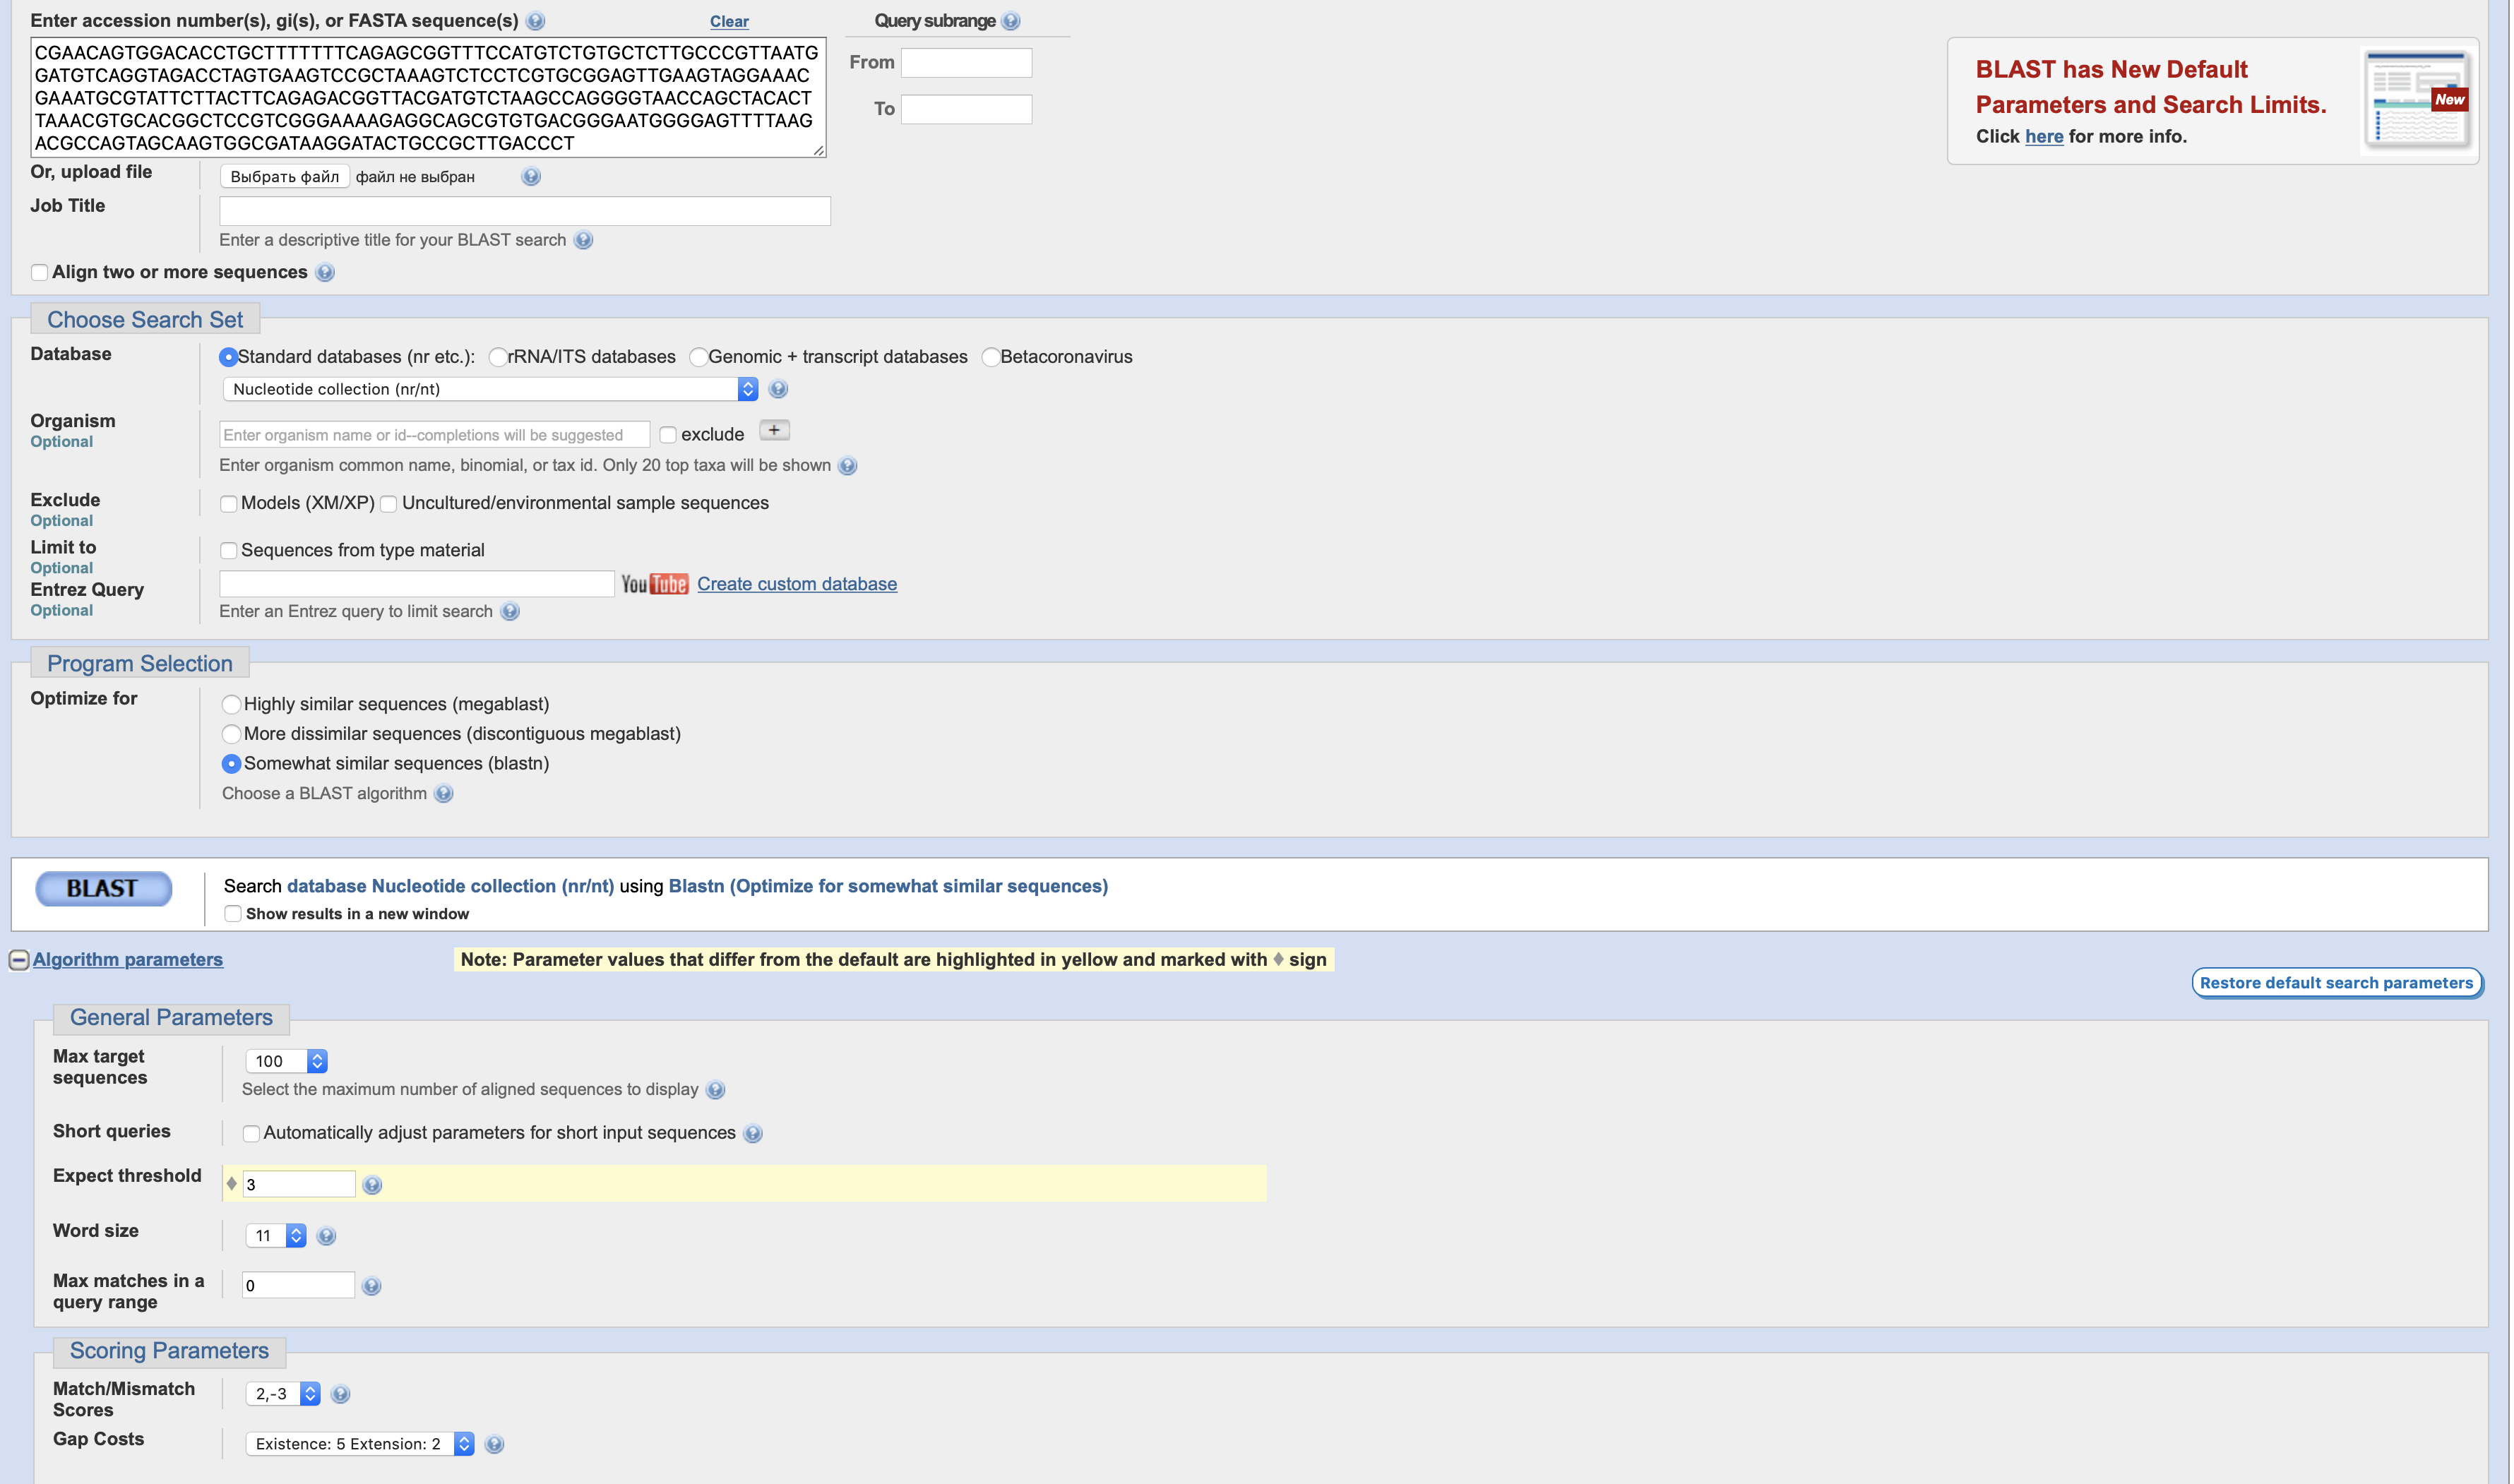 Enter accession number(s), gi(s), or FASTA sequence(s) Clear Query subrange
CGAACAGTGGACACCTGCTTTTTTTCAGAGCGGTTTCCATGTCTGTGCTCTTGCCCGTTAATG
GATGTCAGGTAGACCTAGTGAAGTCCGCTAAAGTCTCCTCGTGCGGAGTTGAAGTAGGAAAC
GAAATGCGTATTCTTACTTCAGAGACGGTTACGATGTCTAAGCCAGGGGTAACCAGCTACACT
TAAACGTGCACGGCTCCGTCGGGAAAAGAGGCAGCGTGTGACGGGAATGGGGAGTTTTAAG
ACGCCAGTAGCAAGTGGCGATAAGGATACTGCCGCTTGACCCT
From
To
BLAST has New Default
Parameters and Search Limits.
Click here for more info.
New
Or, upload file Выбрать файл файл не выбран
Job Title
Enter a descriptive title for your BLAST search
Align two or more sequences
Choose Search Set
Database Standard databases (nr etc.): rRNA/ITS databases Genomic + transcript databases Betacoronavirus
Nucleotide collection (nr/nt)
Organism
Optional
Enter organism name or id--completions will be suggested exclude +
Enter organism common name, binomial, or tax id. Only 20 top taxa will be shown
Exclude
Optional
Models (XM/XP) Uncultured/environmental sample sequences
Limit to
Optional
Sequences from type material
Entrez Query
Optional
YouTube Create custom database
Enter an Entrez query to limit search
Program Selection
Optimize for
Highly similar sequences (megablast)
More dissimilar sequences (discontiguous megablast)
Somewhat similar sequences (blastn)
Choose a BLAST algorithm
BLAST
Search database Nucleotide collection (nr/nt) using Blastn (Optimize for somewhat similar sequences)
Show results in a new window
Algorithm parameters Note: Parameter values that differ from the default are highlighted in yellow and marked with ♦ sign
Restore default search parameters
General Parameters
Max target
sequences
100
Select the maximum number of aligned sequences to display
Short queries Automatically adjust parameters for short input sequences
Expect threshold ♦ 3
Word size 11
Max matches in a
query range
0
Scoring Parameters
Match/Mismatch
Scores
2,-3
Gap Costs Existence: 5 Extension: 2